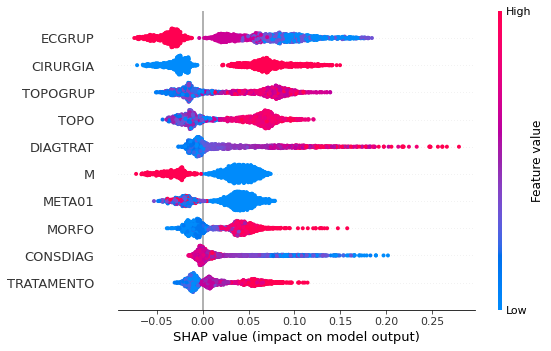 High
ECGRUP
CIRURGIA
TOPOGRUP
TOPO
DIAGTRAT
M
META01
MORFO
CONSDIAG
TRATAMENTO
Feature value
Low
−0.05 0.00 0.05 0.10 0.15 0.20 0.25
SHAP value (impact on model output)